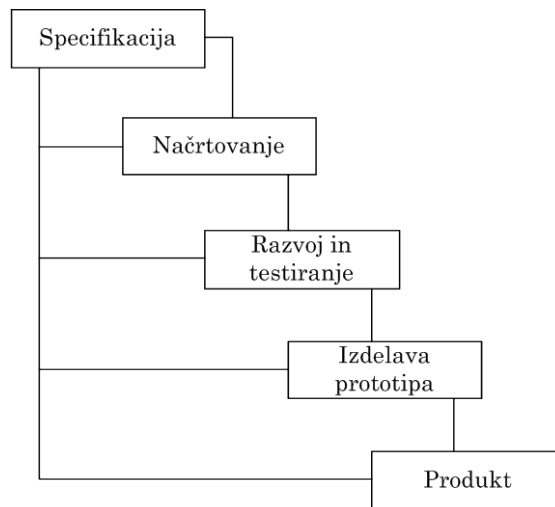 Specifikacija
Načrtovanje
Razvoj in
testiranje
Izdelava
prototipa
Produkt